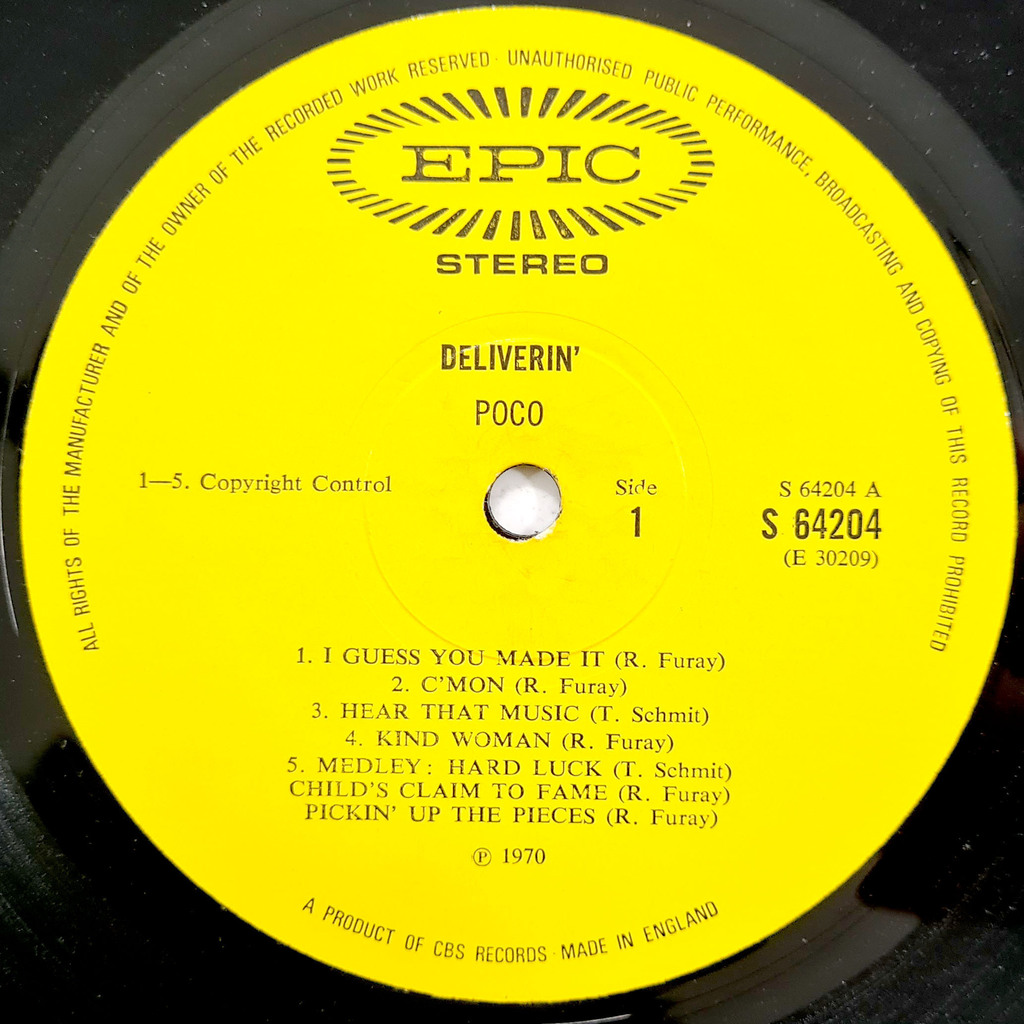 ALL RIGHTS OF THE MANUFACTURER AND OF THE OWNER OF THE RECORDED WORK RESERVED · UNAUTHORISED PUBLIC PERFORMANCE, BROADCASTING AND COPYING OF THIS RECORD PROHIBITED
EPIC
STEREO
DELIVERIN'
POCO
1—5. Copyright Control
Side
1
S 64204 A
S 64204
(E 30209)
1. I GUESS YOU MADE IT (R. Furay)
2. C'MON (R. Furay)
3. HEAR THAT MUSIC (T. Schmit)
4. KIND WOMAN (R. Furay)
5. MEDLEY: HARD LUCK (T. Schmit)
CHILD'S CLAIM TO FAME (R. Furay)
PICKIN' UP THE PIECES (R. Furay)
℗ 1970
A PRODUCT OF CBS RECORDS · MADE IN ENGLAND